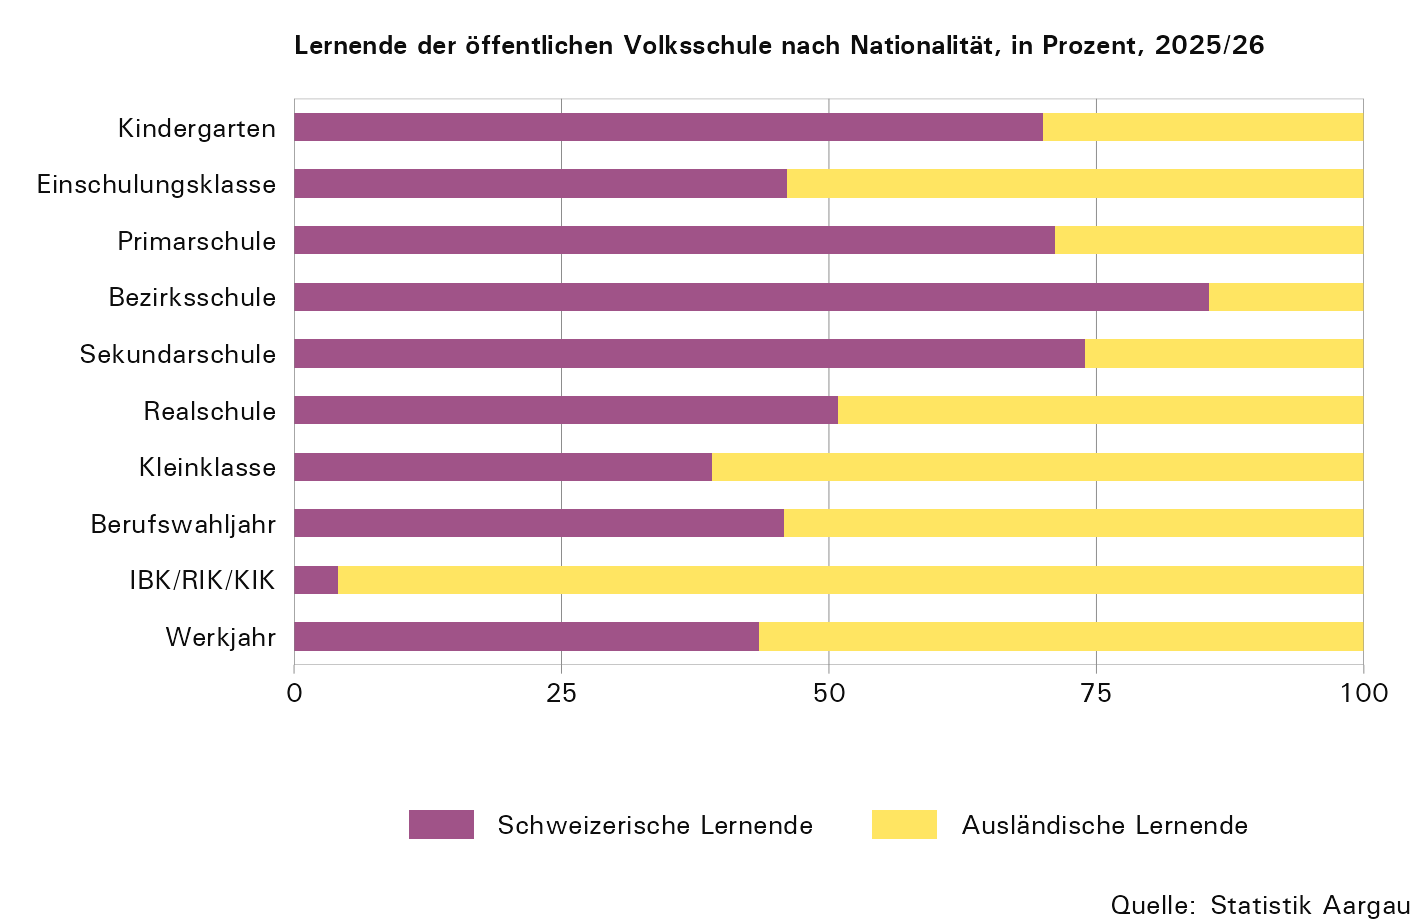 Lernende der öffentlichen Volksschule nach Nationalität, in Prozent, 2025/26
Kindergarten
Einschulungsklasse
Primarschule
Bezirksschule
Sekundarschule
Realschule
Kleinklasse
Berufswahljahr
IBK/RIK/KIK
Werkjahr
0 25 50 75 100
Schweizerische Lernende Ausländische Lernende
Quelle: Statistik Aargau